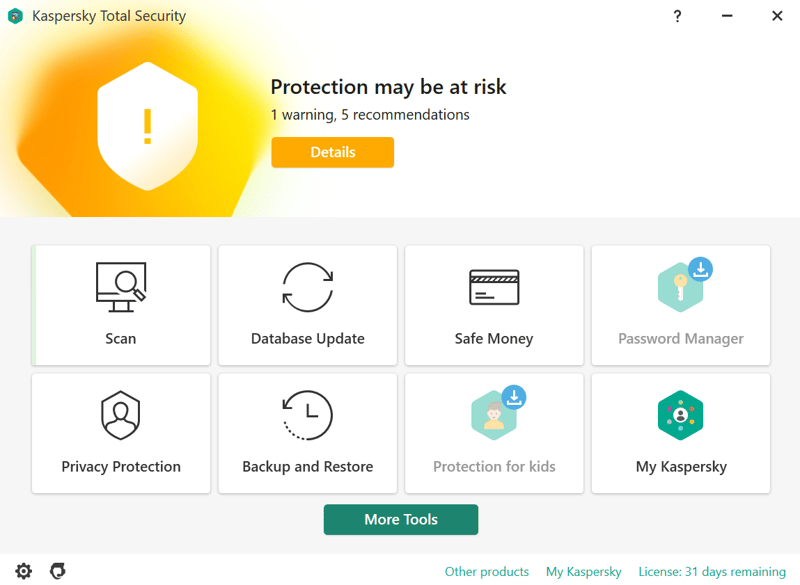 Kaspersky Total Security
?
Protection may be at risk
1 warning, 5 recommendations
Details
Scan
Database Update
Safe Money
Password Manager
Privacy Protection
Backup and Restore
Protection for kids
My Kaspersky
More Tools
Other products
My Kaspersky
License: 31 days remaining